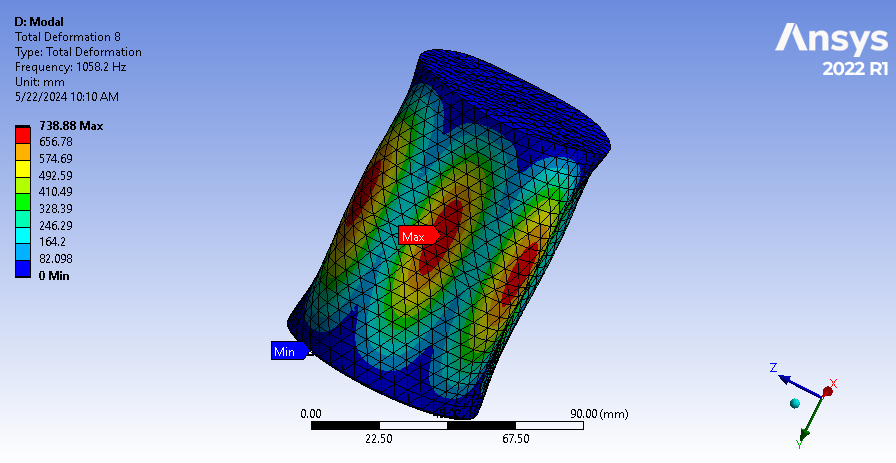 D: Modal
Total Deformation 8
Type: Total Deformation
Frequency: 1058.2 Hz
Unit: mm
5/22/2024 10:10 AM
738.88 Max
656.78
574.69
492.59
410.49
328.39
246.29
164.2
82.098
0 Min
Ansys
2022 R1
Max
Min
0.00
90.00 (mm)
22.50
67.50
Z
X
Y